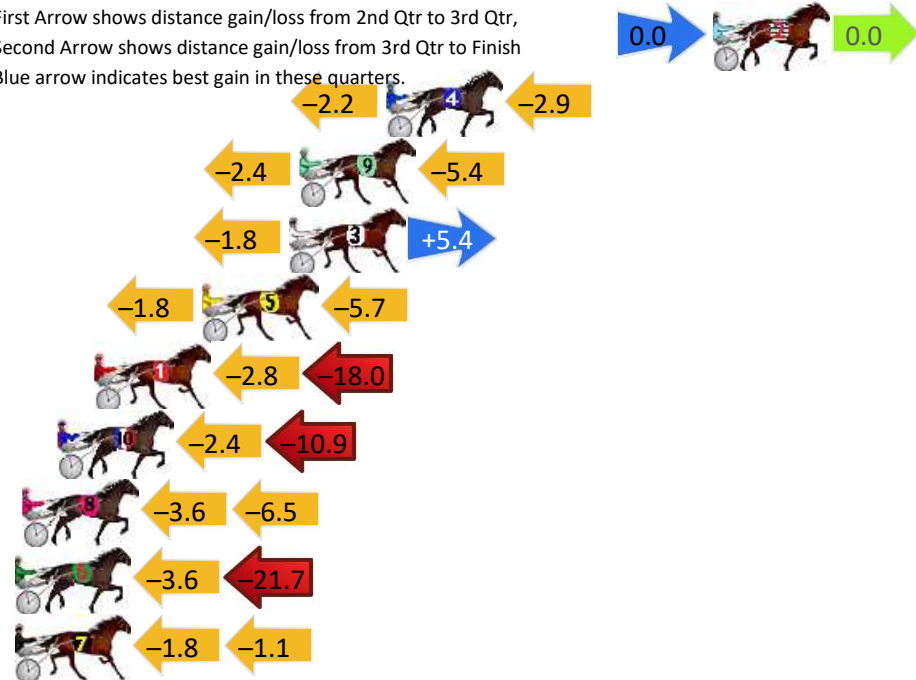 First Arrow shows distance gain/loss from 2nd Qtr to 3rd Qtr,
Second Arrow shows distance gain/loss from 3rd Qtr to Finish
Blue arrow indicates best gain in these quarters.
0.0 2 0.0
–2.2 4 –2.9
–2.4 9 –5.4
–1.8 3 +5.4
–1.8 5 –5.7
1 –2.8 –18.0
10 –2.4 –10.9
8 –3.6 –6.5
6 –3.6 –21.7
7 –1.8 –1.1